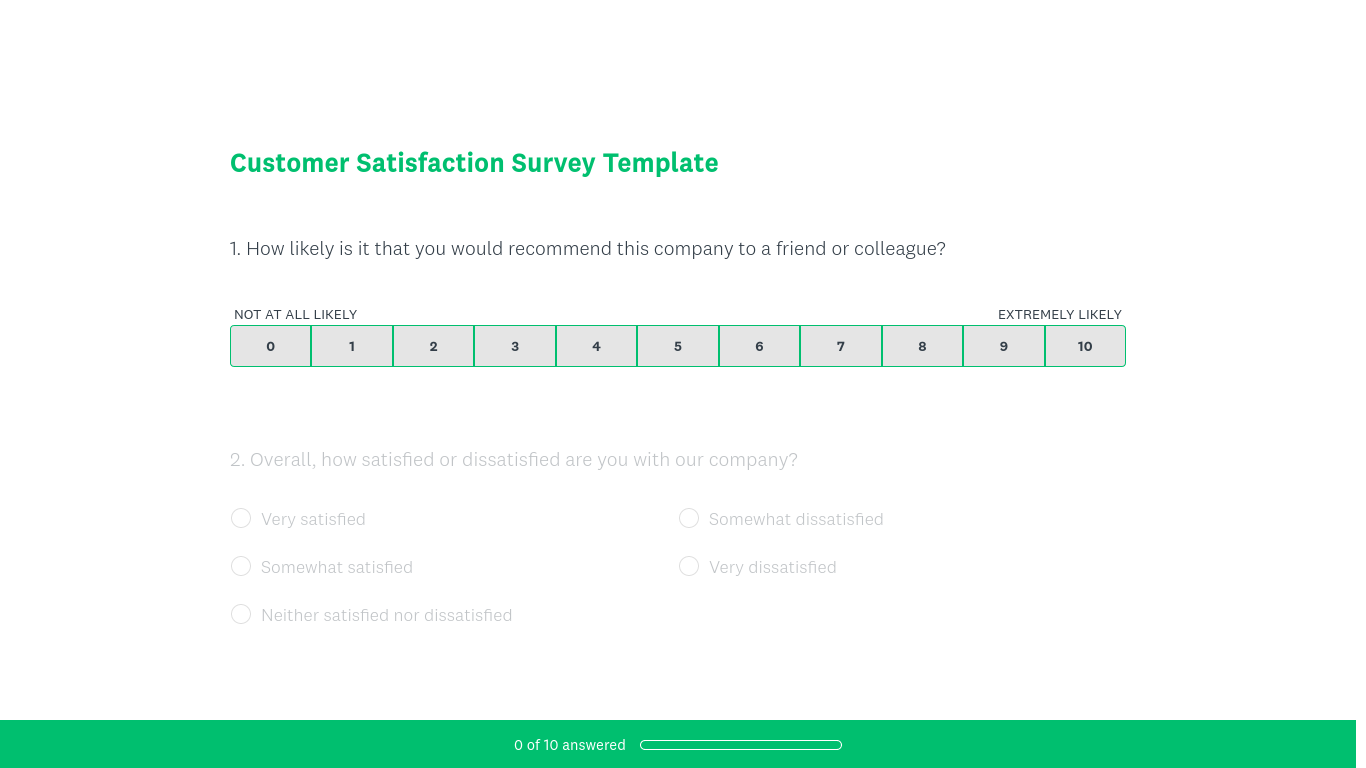 Customer Satisfaction Survey Template
1. How likely is it that you would recommend this company to a friend or colleague?
NOT AT ALL LIKELY EXTREMELY LIKELY
0 1 2 3 4 5 6 7 8 9 10
2. Overall, how satisfied or dissatisfied are you with our company?
Very satisfied Somewhat dissatisfied
Somewhat satisfied Very dissatisfied
Neither satisfied nor dissatisfied
0 of 10 answered